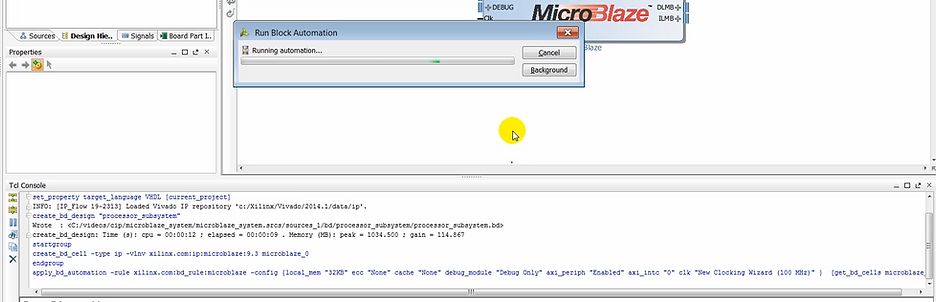 DEBUG
Clk
MicroBlaze™
DLMB
ILMB
Blaze
Run Block Automation
Running automation...
Cancel
Background
Sources
Design Hie...
Signals
Board Part I..
Properties
Tcl Console
set_property target_language VHDL [current_project]
INFO: [IP_Flow 19-2313] Loaded Vivado IP repository 'c:/Xilinx/Vivado/2014.1/data/ip'.
create_bd_design "processor_subsystem"
Wrote : <C:/videos/cip/microblaze_system/microblaze_system.srcs/sources_1/bd/processor_subsystem/processor_subsystem.bd>
create_bd_design: Time (s): cpu = 00:00:12 ; elapsed = 00:00:09 . Memory (MB): peak = 1034.500 ; gain = 114.867
startgroup
create_bd_cell -type ip -vlnv xilinx.com:ip:microblaze:9.3 microblaze_0
endgroup
apply_bd_automation -rule xilinx.com:bd_rule:microblaze -config {local_mem "32KB" ecc "None" cache "None" debug_module "Debug Only" axi_periph "Enabled" axi_intc "0" clk "New Clocking Wizard (100 MHz)" } [get_bd_cells microblaze_